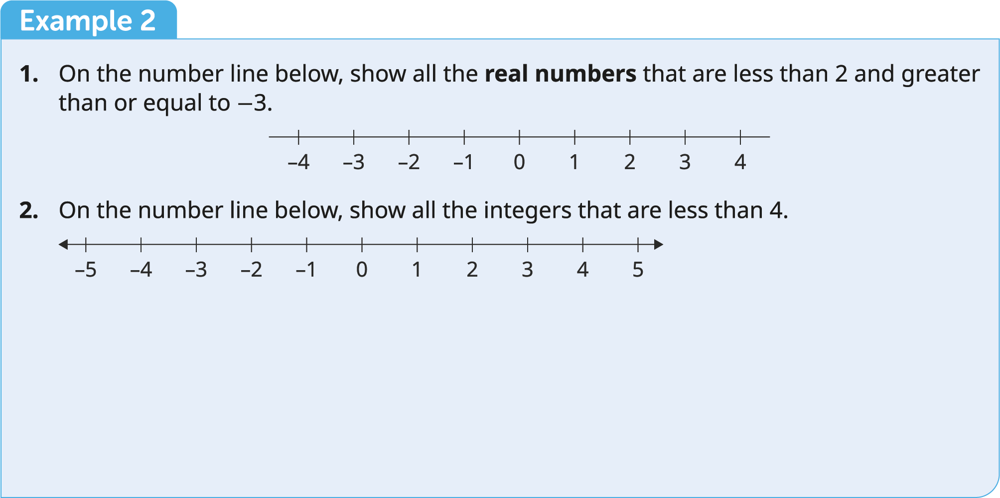 Example 2
1. On the number line below, show all the real numbers that are less than 2 and greater
than or equal to −3.
–4 –3 –2 –1 0 1 2 3 4
2. On the number line below, show all the integers that are less than 4.
–5 –4 –3 –2 –1 0 1 2 3 4 5